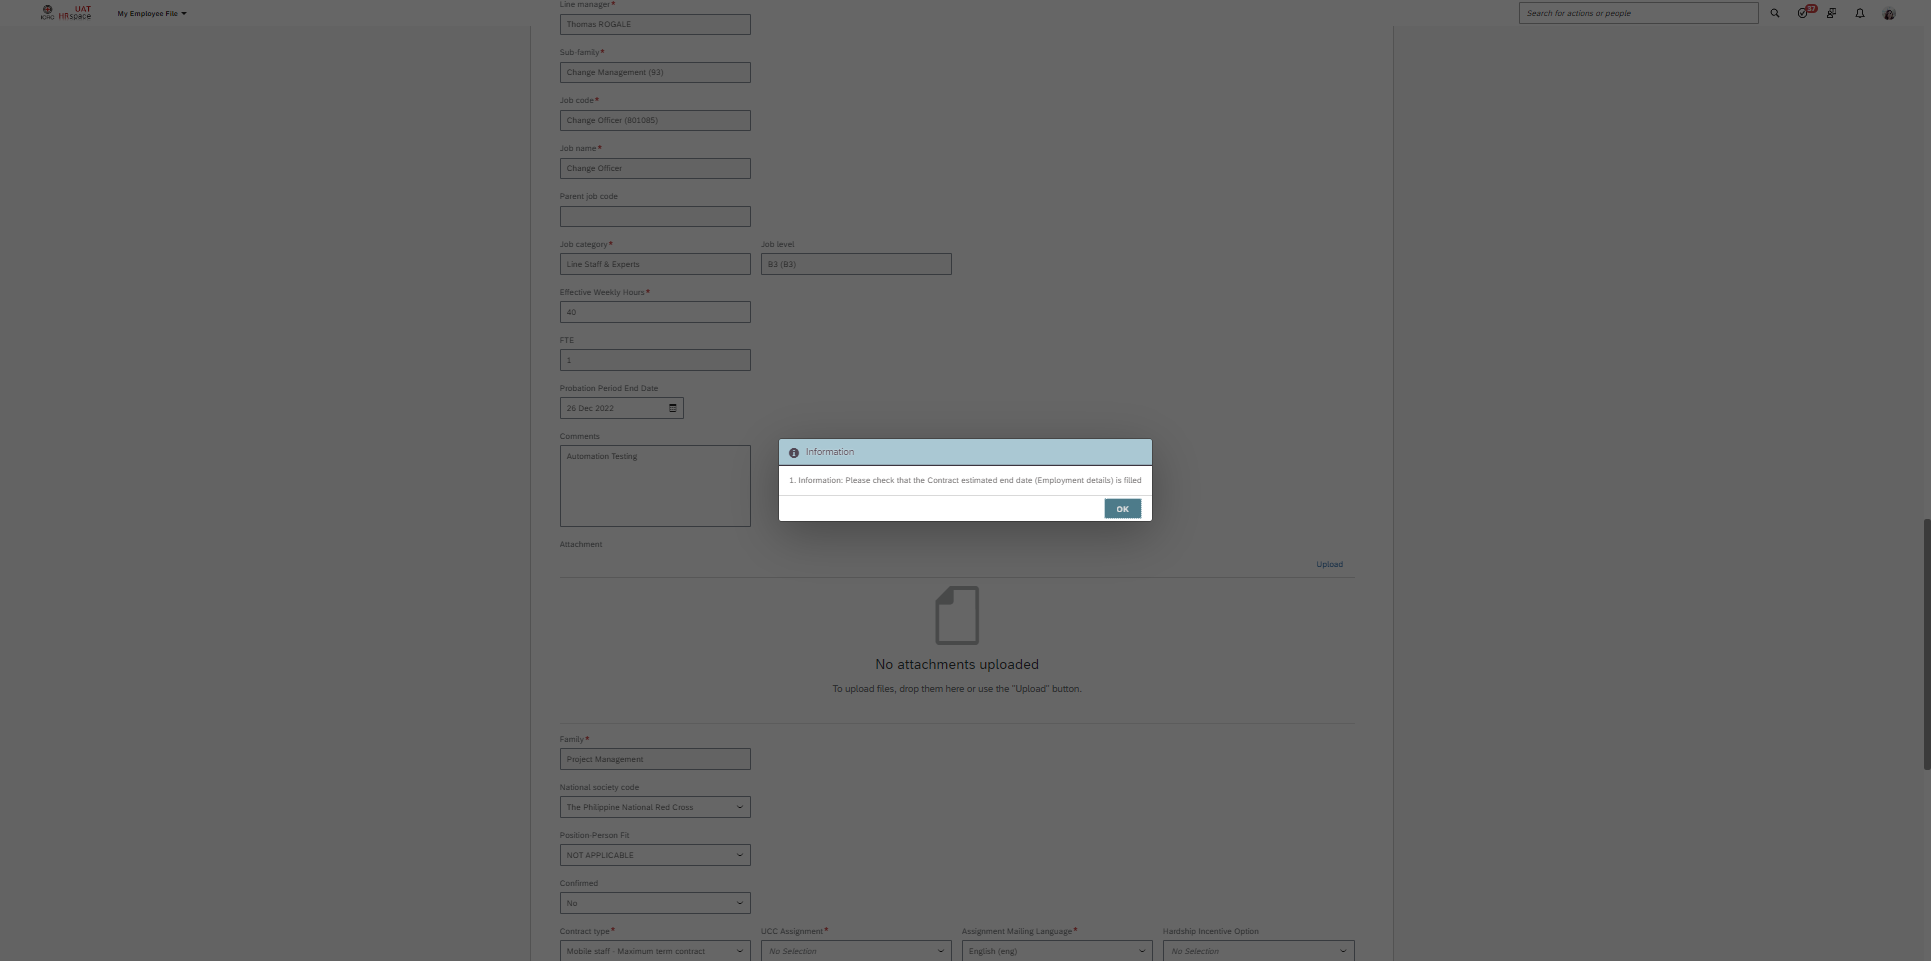 ICRC
UAT
HRspace
My Employee File
Search for actions or people
37
Line manager*
Thomas ROGALE
Sub-family*
Change Management (93)
Job code*
Change Officer (801085)
Job name*
Change Officer
Parent job code
Job category*
Job level
Line Staff & Experts
B3 (B3)
Effective Weekly Hours*
40
FTE
1
Probation Period End Date
26 Dec 2022
Comments
Automation Testing
Information
1. Information: Please check that the Contract estimated end date (Employment details) is filled
OK
Attachment
Upload
No attachments uploaded
To upload files, drop them here or use the "Upload" button.
Family*
Project Management
National society code
The Philippine National Red Cross
Position-Person Fit
NOT APPLICABLE
Confirmed
No
Contract type*
UCC Assignment*
Assignment Mailing Language*
Hardship Incentive Option
Mobile staff - Maximum term contract
No Selection
English (eng)
No Selection